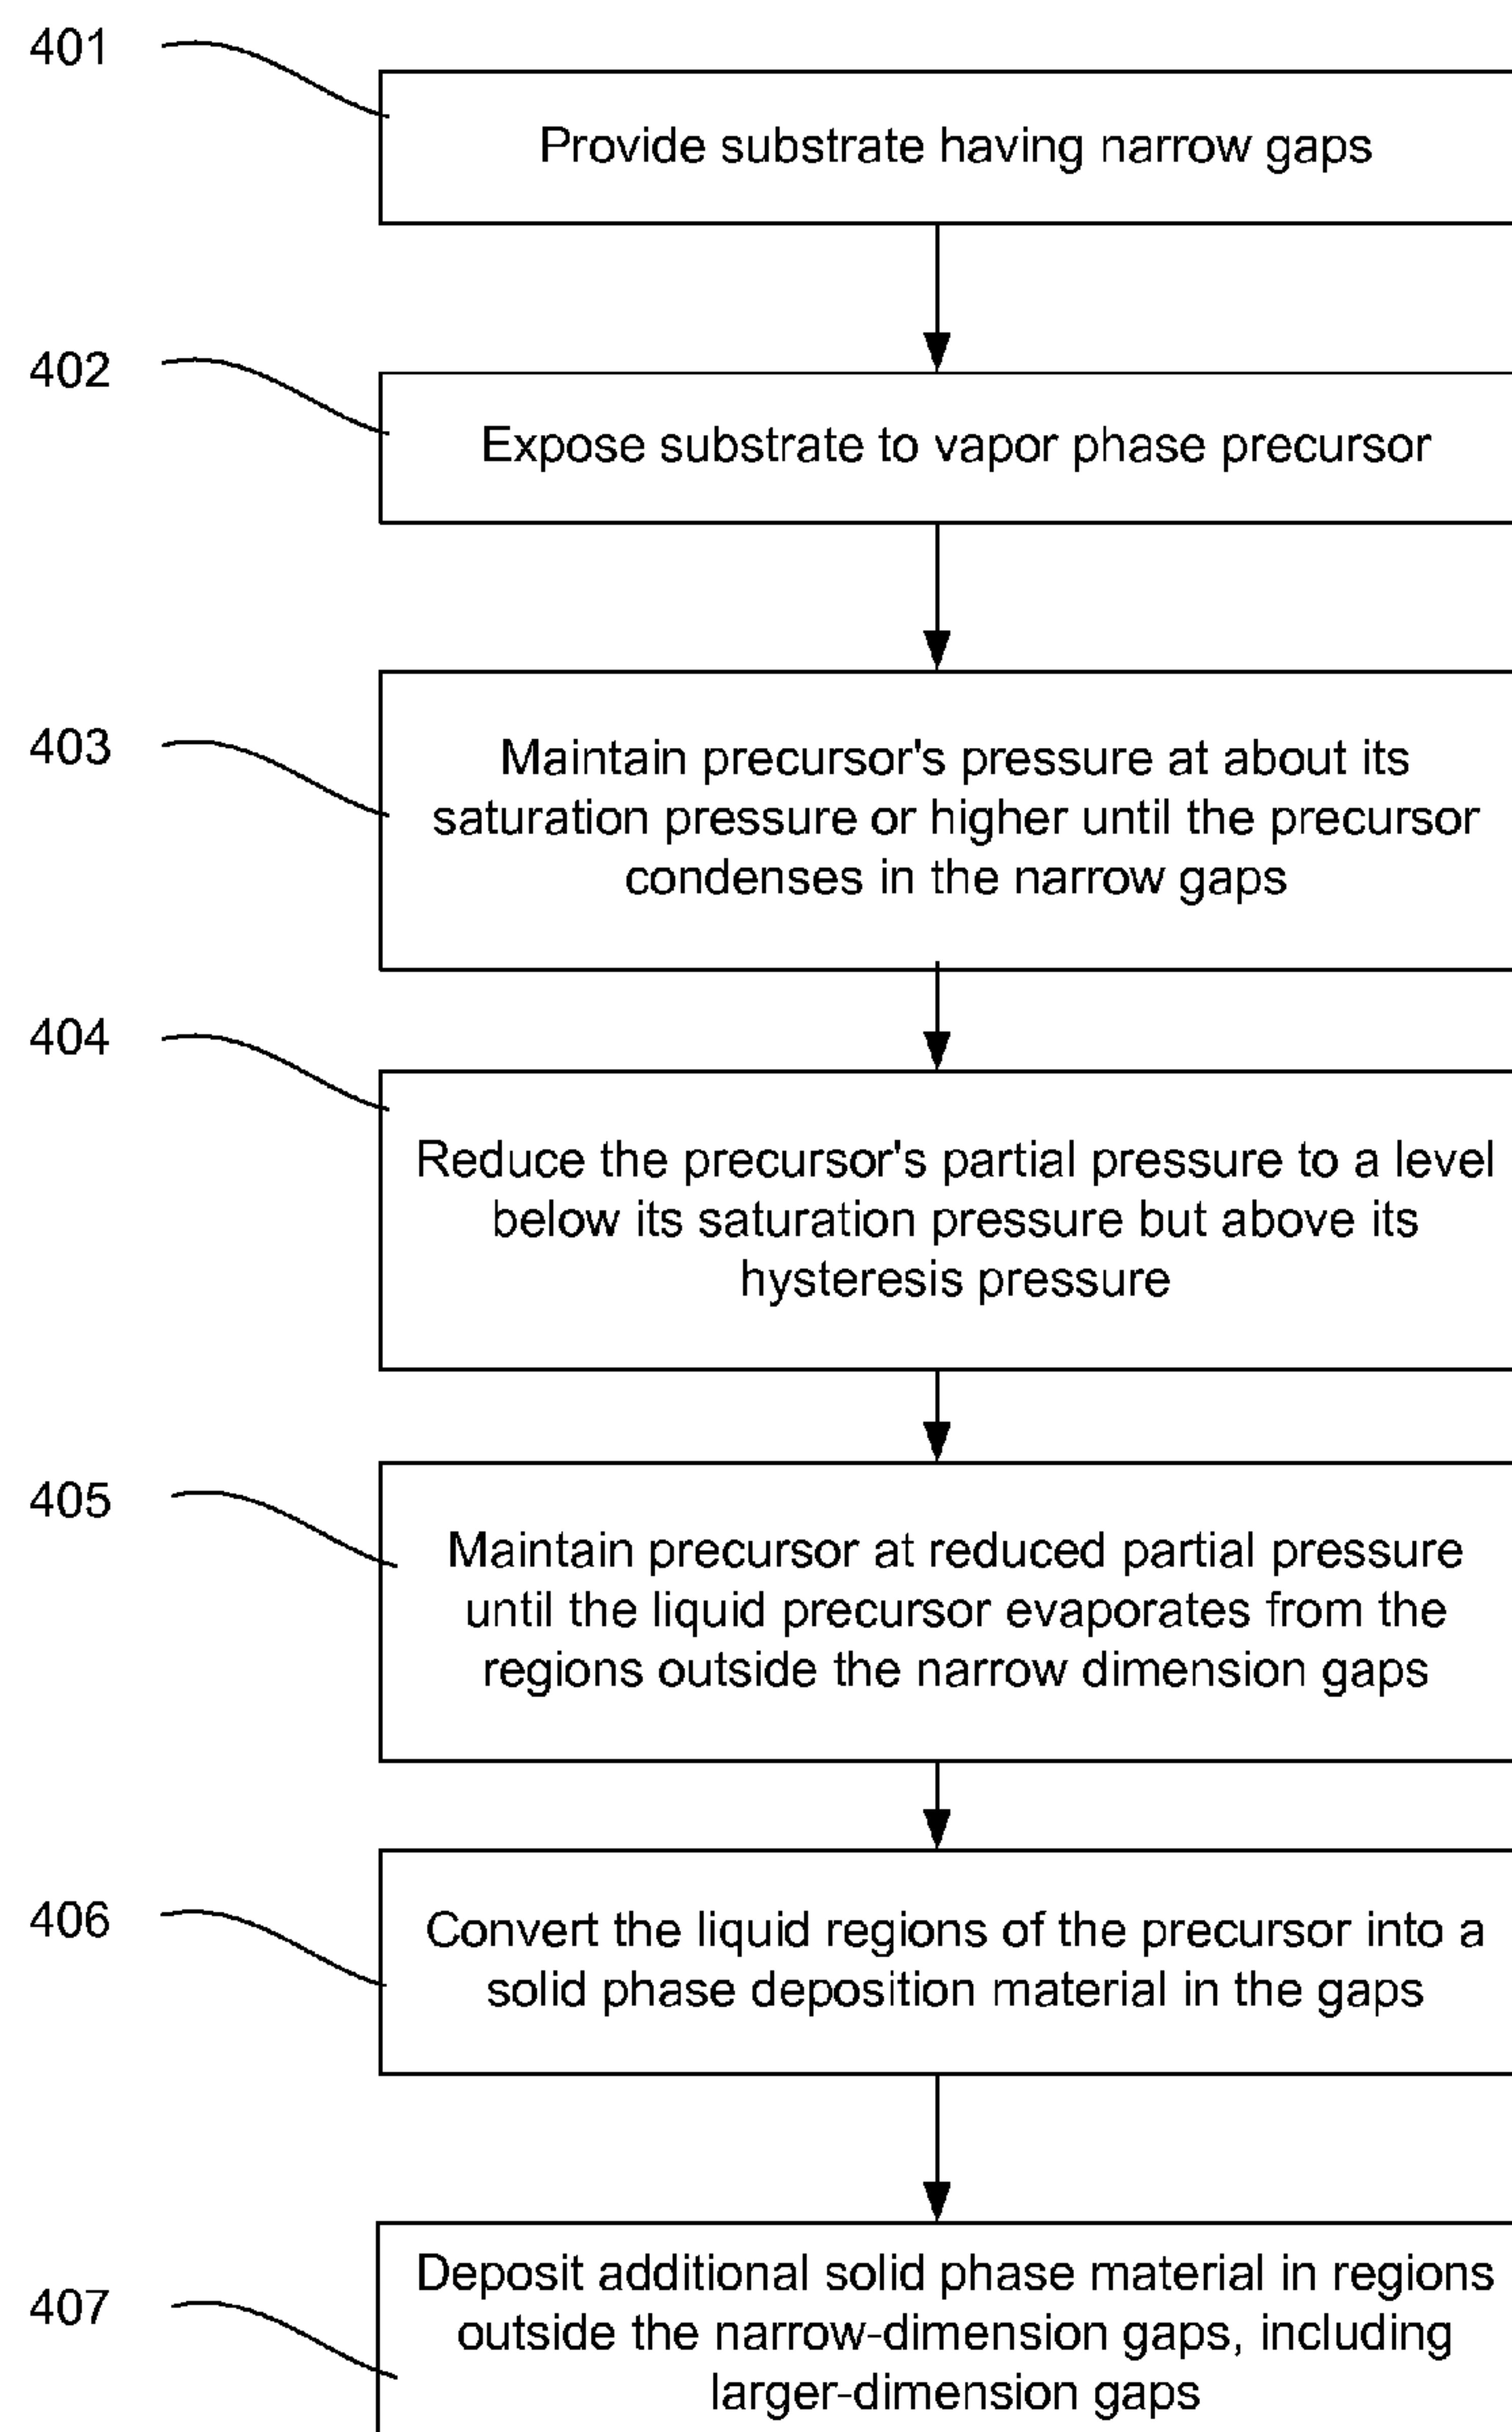 401
Provide substrate having narrow gaps
402
Expose substrate to vapor phase precursor
403
Maintain precursor's pressure at about its
saturation pressure or higher until the precursor
condenses in the narrow gaps
404
Reduce the precursor's partial pressure to a level
below its saturation pressure but above its
hysteresis pressure
405
Maintain precursor at reduced partial pressure
until the liquid precursor evaporates from the
regions outside the narrow dimension gaps
406
Convert the liquid regions of the precursor into a
solid phase deposition material in the gaps
407
Deposit additional solid phase material in regions
outside the narrow-dimension gaps, including
larger-dimension gaps